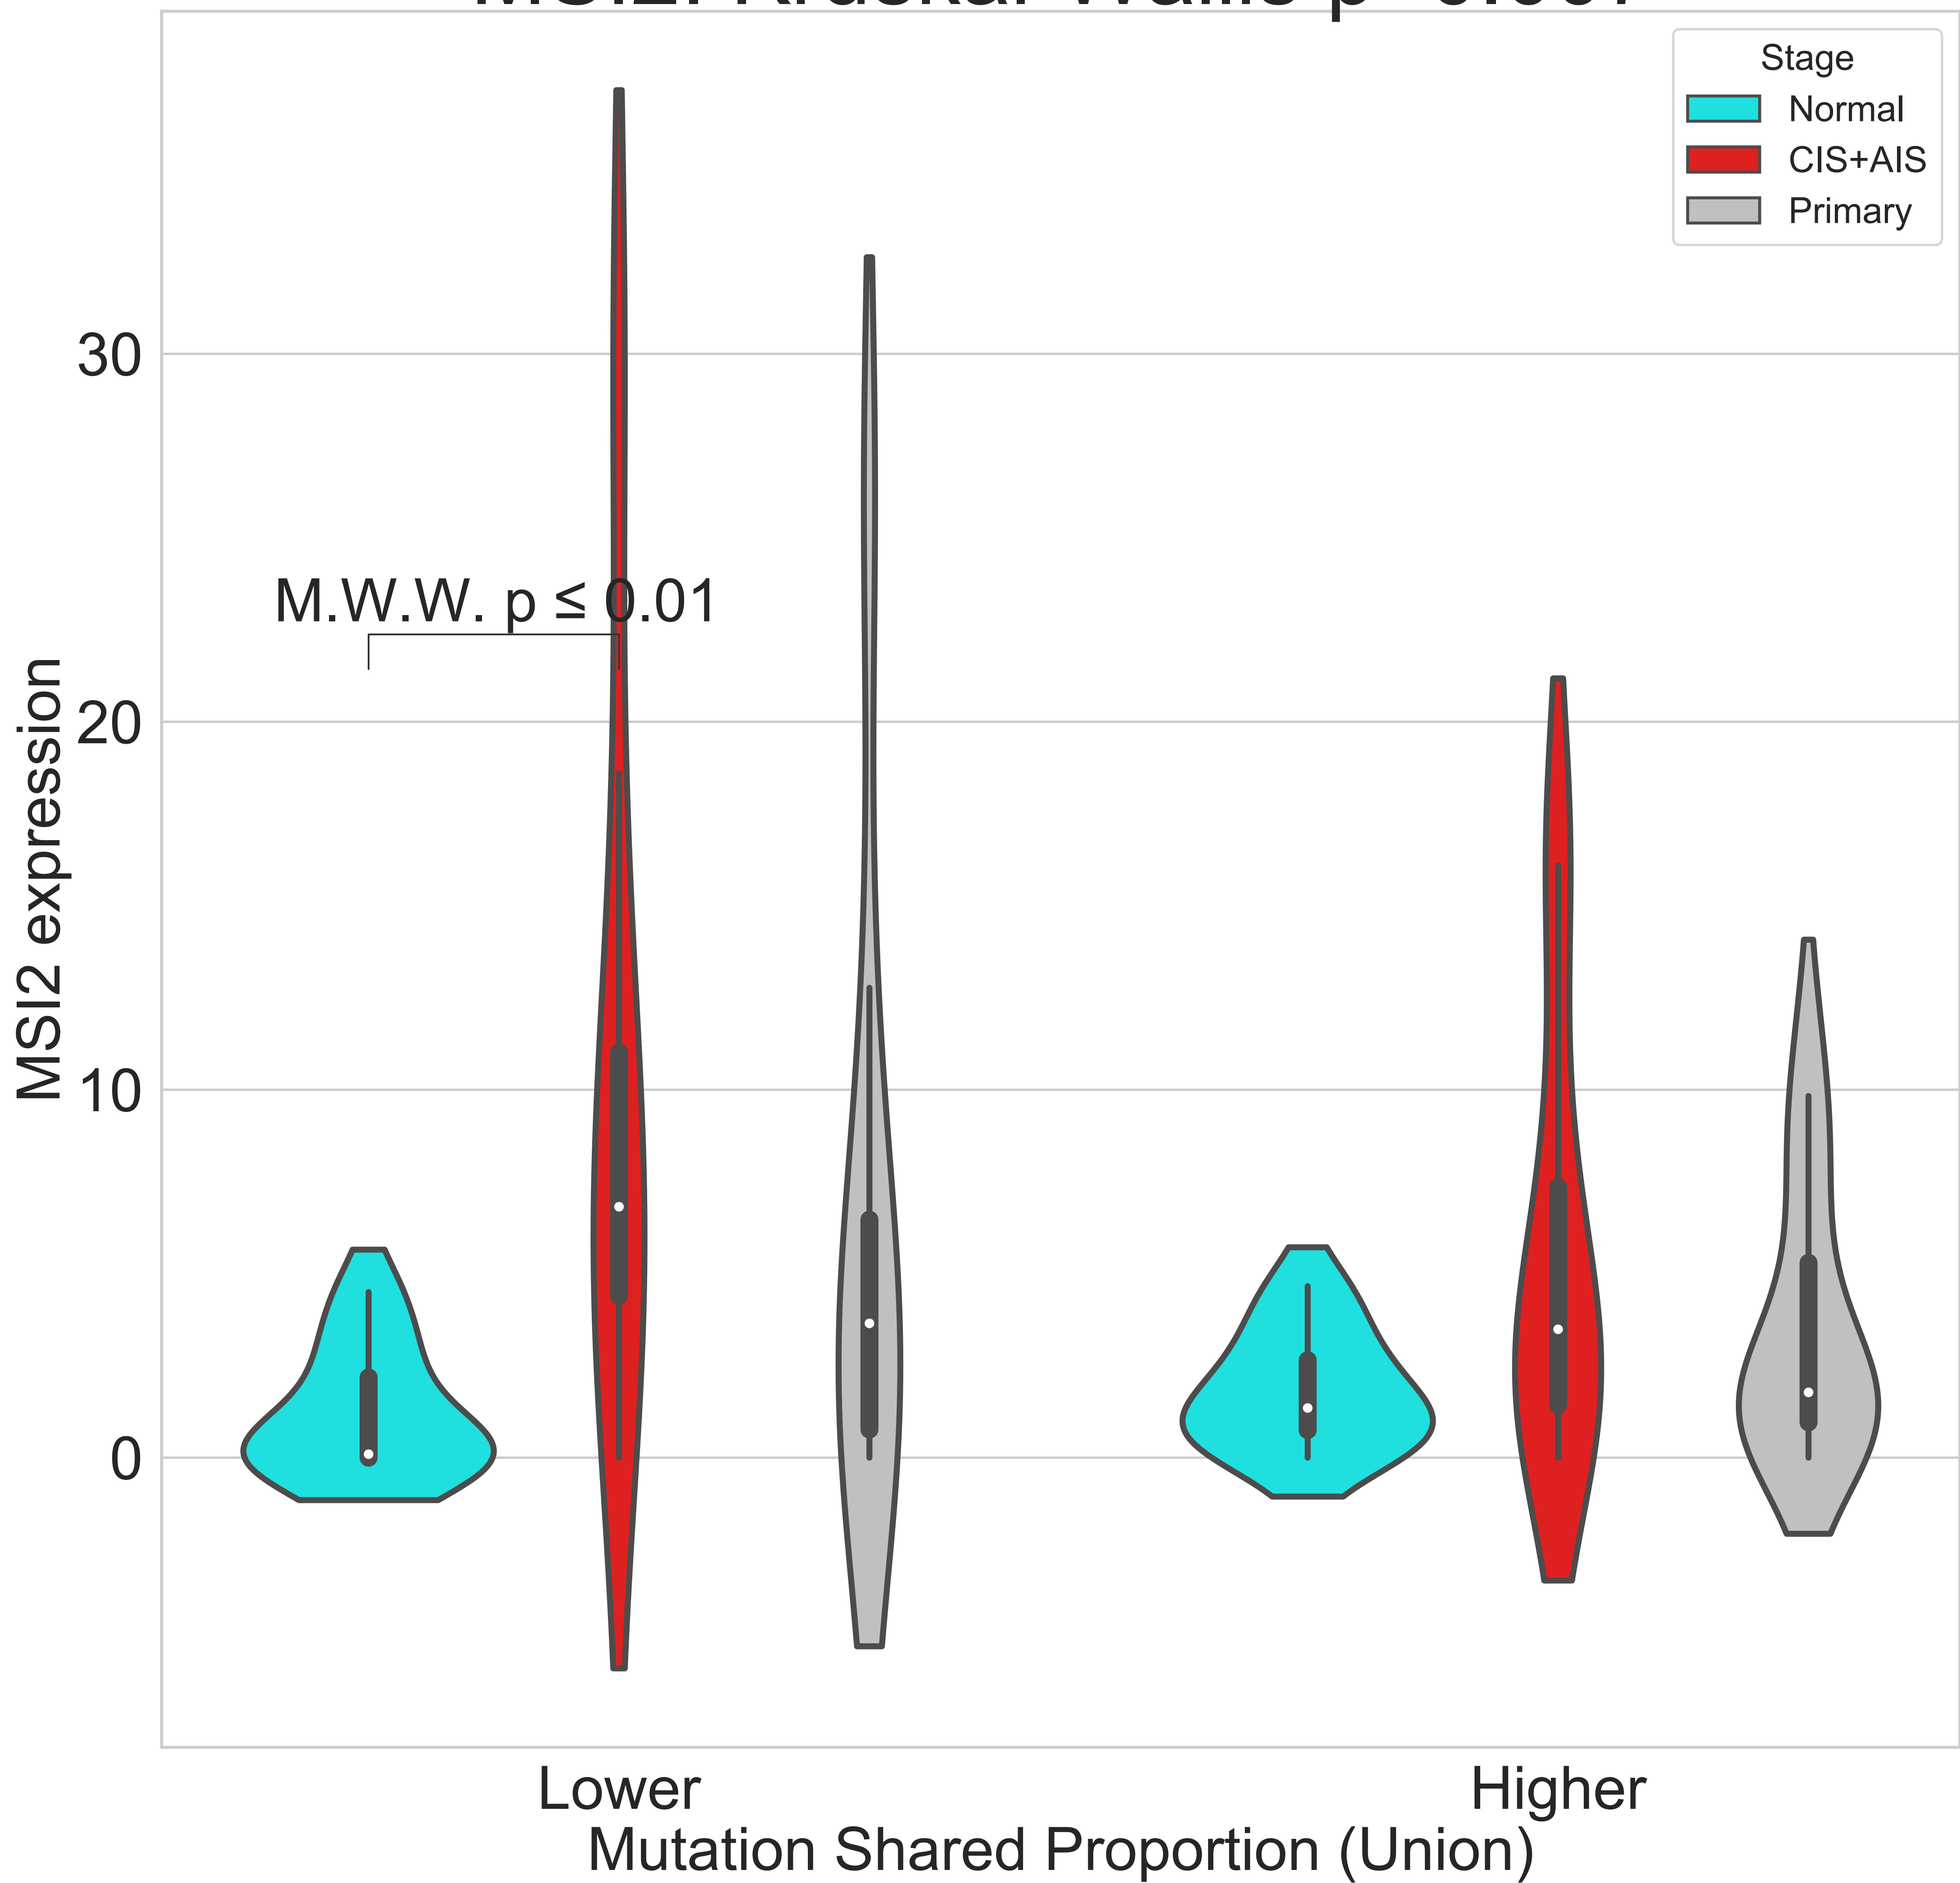 Stage
Normal
CIS+AIS
Primary
30
20
10
0
M.W.W. p ≤ 0.01
MSI2 expression
Lower
Higher
Mutation Shared Proportion (Union)